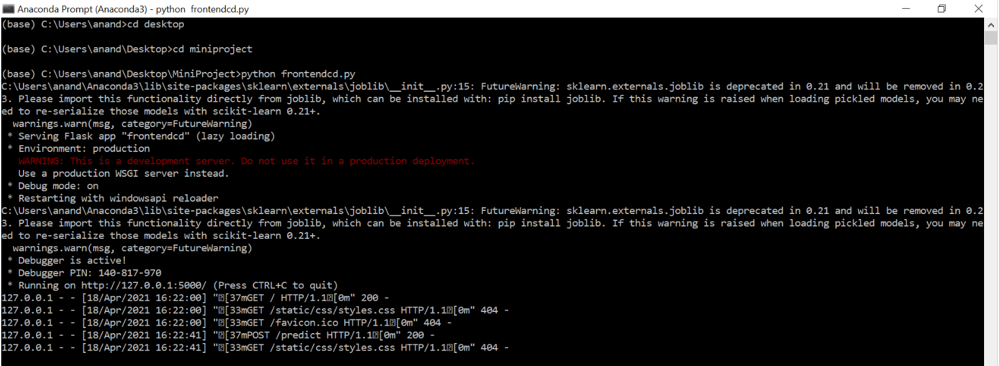 Anaconda Prompt (Anaconda3) - python  frontendcd.py
(base) C:\Users\anand>cd desktop
(base) C:\Users\anand\Desktop>cd miniproject
(base) C:\Users\anand\Desktop\MiniProject>python frontendcd.py
C:\Users\anand\Anaconda3\lib\site-packages\sklearn\externals\joblib\__init__.py:15: FutureWarning: sklearn.externals.joblib is deprecated in 0.21 and will be removed in 0.2
3. Please import this functionality directly from joblib, which can be installed with: pip install joblib. If this warning is raised when loading pickled models, you may ne
ed to re-serialize those models with scikit-learn 0.21+.
  warnings.warn(msg, category=FutureWarning)
 * Serving Flask app "frontendcd" (lazy loading)
 * Environment: production
   WARNING: This is a development server. Do not use it in a production deployment.
   Use a production WSGI server instead.
 * Debug mode: on
 * Restarting with windowsapi reloader
C:\Users\anand\Anaconda3\lib\site-packages\sklearn\externals\joblib\__init__.py:15: FutureWarning: sklearn.externals.joblib is deprecated in 0.21 and will be removed in 0.2
3. Please import this functionality directly from joblib, which can be installed with: pip install joblib. If this warning is raised when loading pickled models, you may ne
ed to re-serialize those models with scikit-learn 0.21+.
  warnings.warn(msg, category=FutureWarning)
 * Debugger is active!
 * Debugger PIN: 140-817-970
 * Running on http://127.0.0.1:5000/ (Press CTRL+C to quit)
127.0.0.1 - - [18/Apr/2021 16:22:00] "⍰[37mGET / HTTP/1.1⍰[0m" 200 -
127.0.0.1 - - [18/Apr/2021 16:22:00] "⍰[33mGET /static/css/styles.css HTTP/1.1⍰[0m" 404 -
127.0.0.1 - - [18/Apr/2021 16:22:00] "⍰[33mGET /favicon.ico HTTP/1.1⍰[0m" 404 -
127.0.0.1 - - [18/Apr/2021 16:22:41] "⍰[37mPOST /predict HTTP/1.1⍰[0m" 200 -
127.0.0.1 - - [18/Apr/2021 16:22:41] "⍰[33mGET /static/css/styles.css HTTP/1.1⍰[0m" 404 -